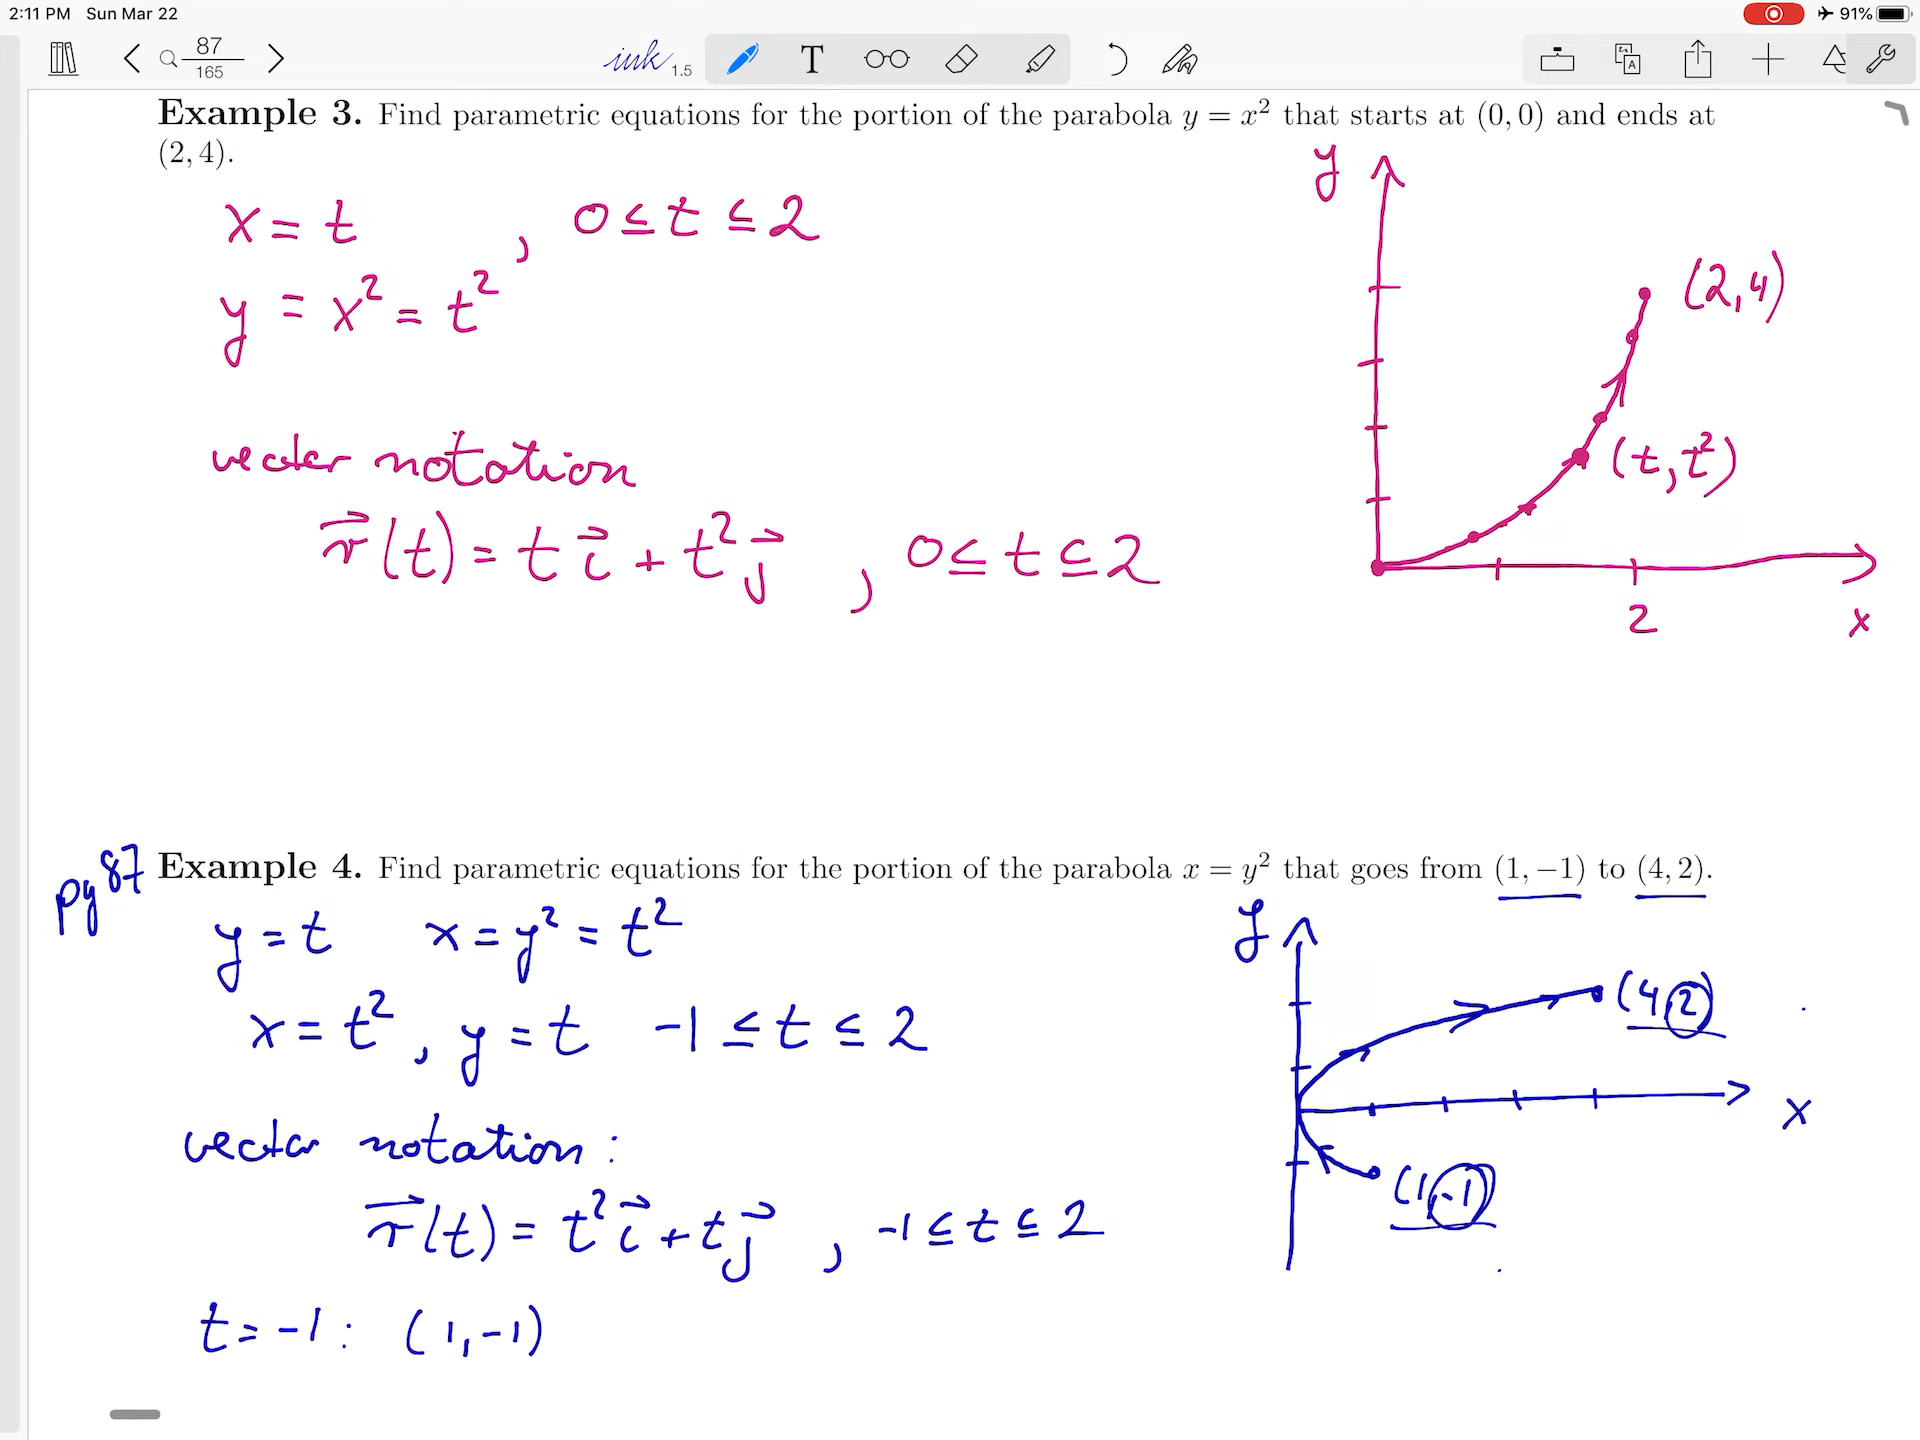 2:11 PM Sun Mar 22
91%
87
165
ink 1.5
T
A
Example 3. Find parametric equations for the portion of the parabola y = x² that starts at (0, 0) and ends at
(2, 4).
x = t , 0 ≤ t ≤ 2
y = x² = t²
vector notation
r⃗(t) = t i⃗ + t² j⃗ , 0 ≤ t ≤ 2
y
(2,4)
(t, t²)
2
x
pg 87
Example 4. Find parametric equations for the portion of the parabola x = y² that goes from (1, −1) to (4, 2).
y = t x = y² = t²
x = t² , y = t -1 ≤ t ≤ 2
vector notation :
r⃗(t) = t² i⃗ + t j⃗ , -1 ≤ t ≤ 2
t = -1 : (1, -1)
y
(4,2)
x
(1,-1)